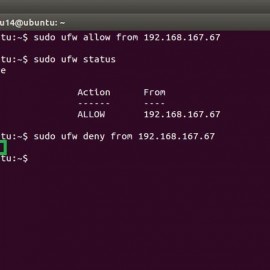 u14@ubuntu: ~
tu:~$ sudo ufw allow from 192.168.167.67
tu:~$ sudo ufw status
e
Action From
------ ----
ALLOW 192.168.167.67
tu:~$ sudo ufw deny from 192.168.167.67
tu:~$